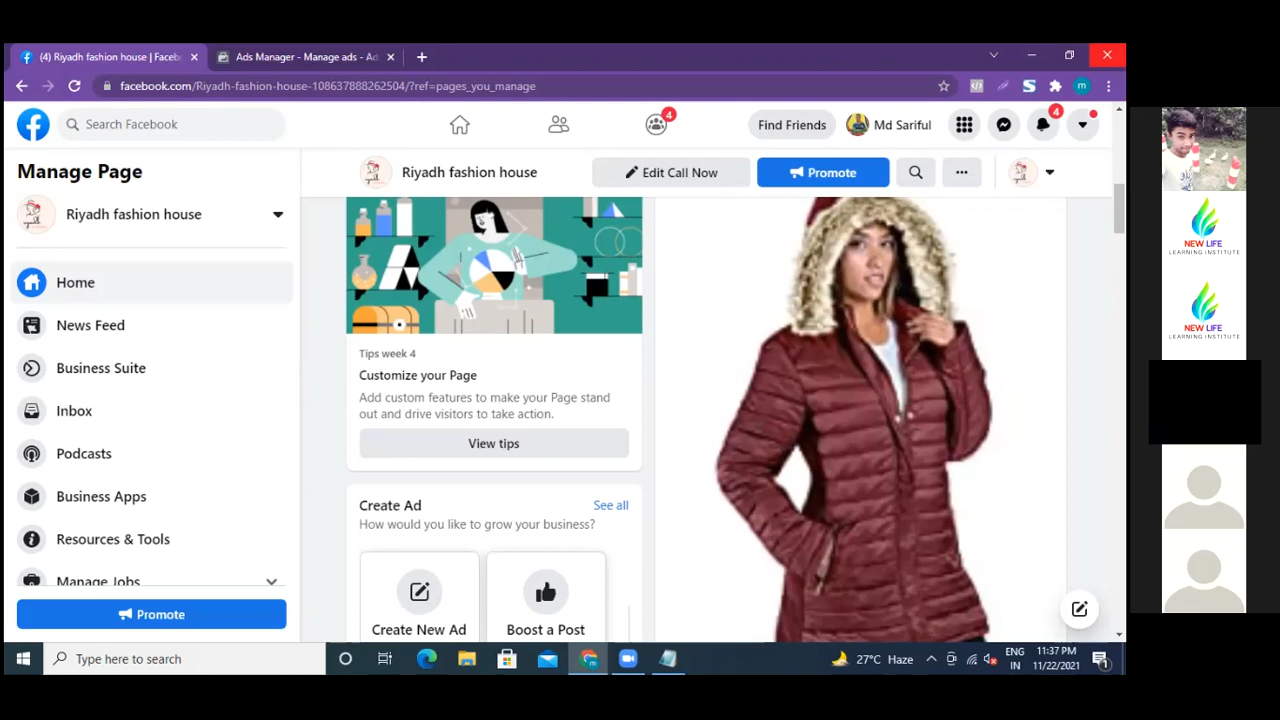 (4) Riyadh fashion house | Faceb
Ads Manager - Manage ads - Ad
facebook.com/Riyadh-fashion-house-108637888262504/?ref=pages_you_manage
m
Search Facebook
4
Find Friends
Md Sariful
4
Manage Page
Riyadh fashion house
Edit Call Now
Promote
Riyadh fashion house
Home
News Feed
Business Suite
Inbox
Podcasts
Business Apps
Resources & Tools
Manage Jobs
Promote
Tips week 4
Customize your Page
Add custom features to make your Page stand
out and drive visitors to take action.
View tips
Create Ad
See all
How would you like to grow your business?
Create New Ad
Boost a Post
NEW LIFE
LEARNING INSTITUTE
NEW LIFE
LEARNING INSTITUTE
Type here to search
27°C Haze
ENG
IN
11:37 PM
11/22/2021
1